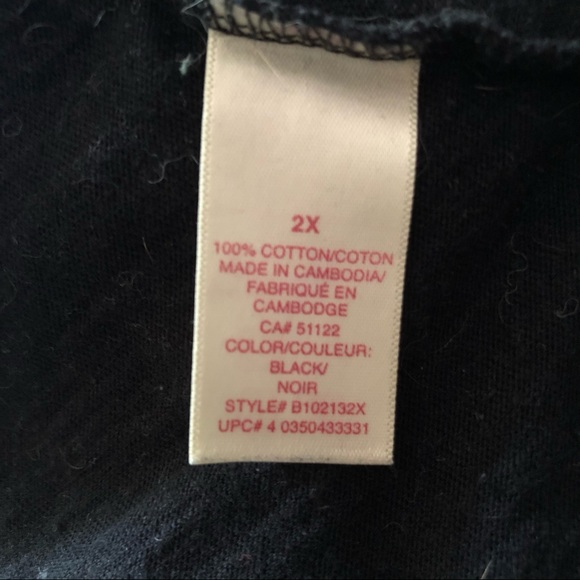 2X
100% COTTON/COTON
MADE IN CAMBODIA/
FABRIQUÉ EN
CAMBODGE
CA# 51122
COLOR/COULEUR:
BLACK/
NOIR
STYLE# B102132X
UPC# 4 0350433331